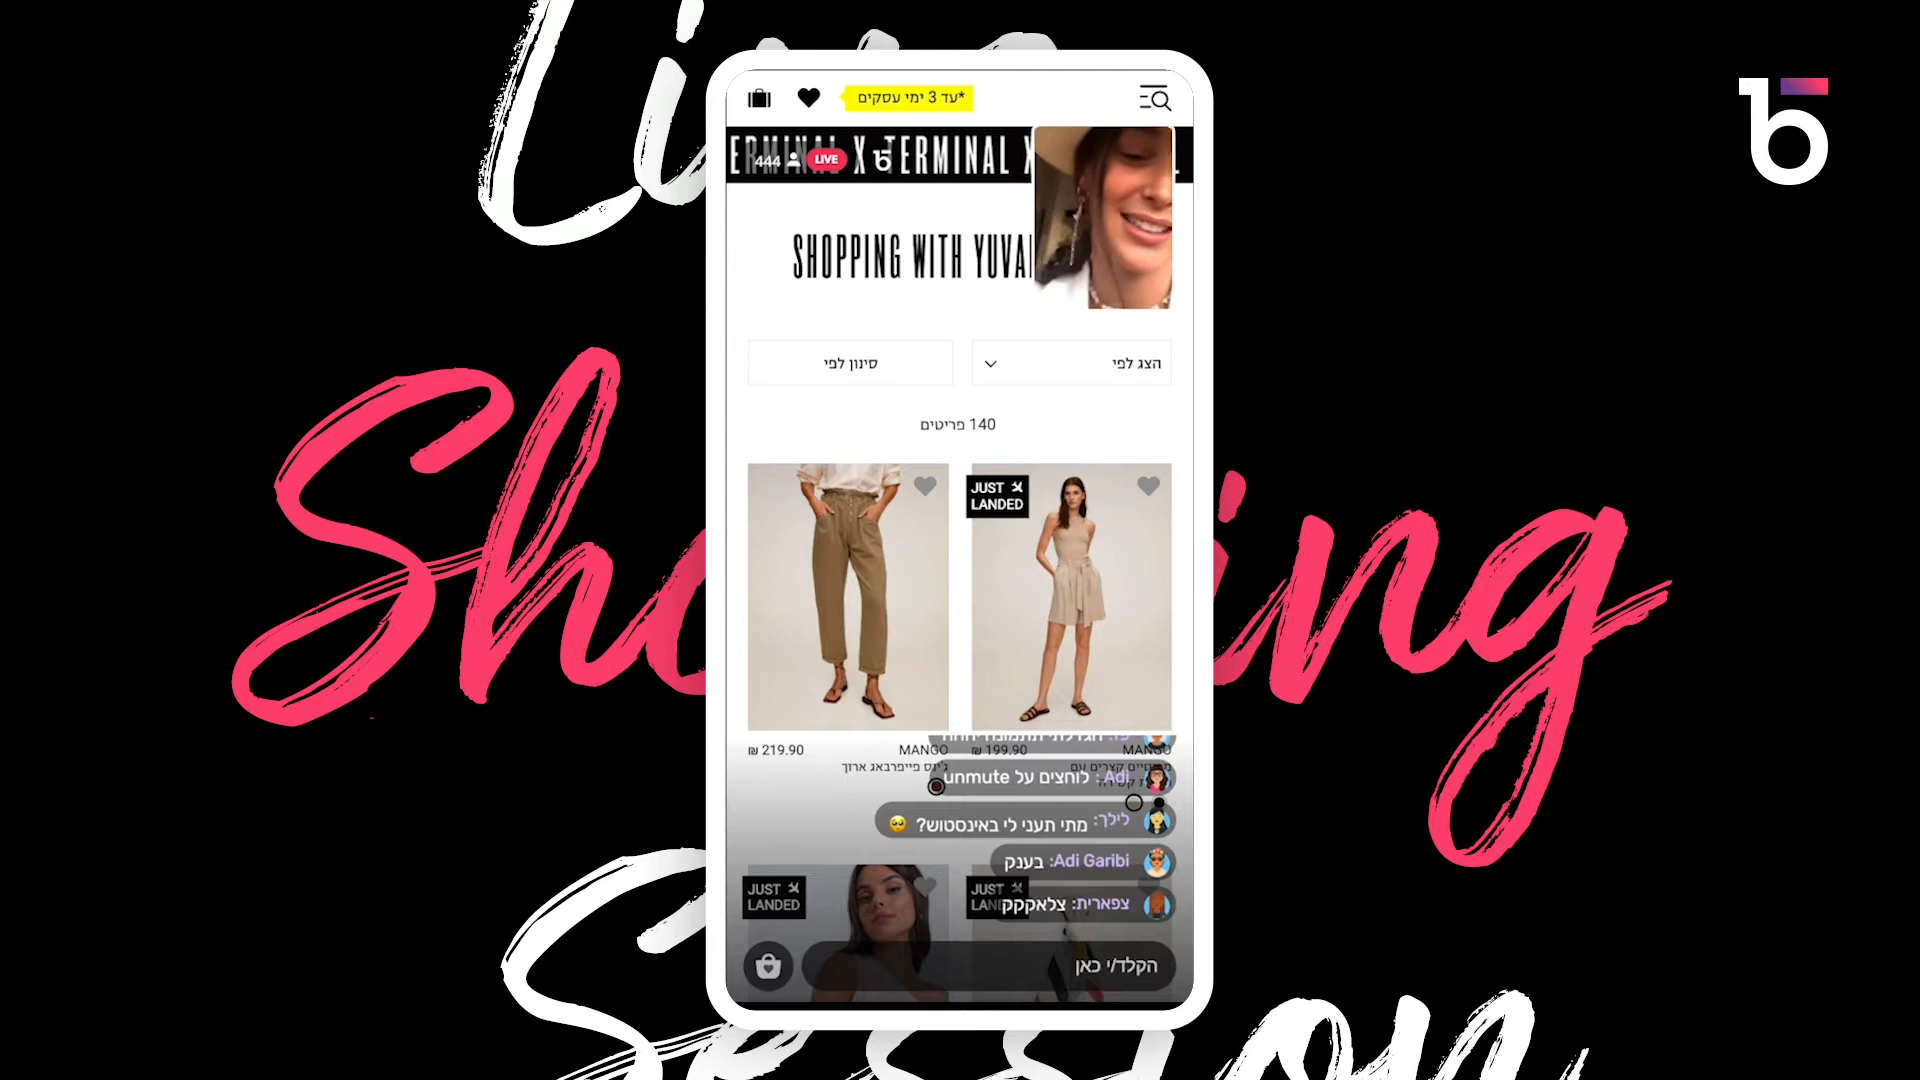 Live
*עד 3 ימי עסקים
TERMINAL X TERMINAL X
444 LIVE
SHOPPING WITH YUVAL
הצג לפי
סינון לפי
Shopping
140 פריטים
JUST LANDED
MANGO
₪ 199.90
MANGO
₪ 219.90
ג'ינס פייפרבאג ארוך
Adi: לוחצים על unmute
לילך: מתי תעני לי באינסטוש?
Adi Garibi: בענק
צפארית: צלאקקק
JUST LANDED
JUST LANDED
הקלד/י כאן
Session